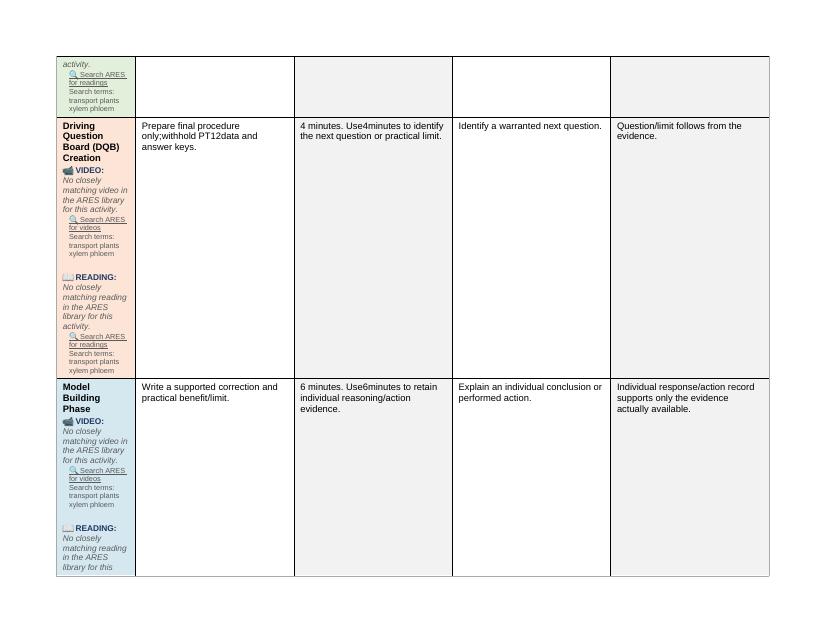 activity.
🔍 Search ARES
for readings
Search terms:
transport plants
xylem phloem
Driving
Question
Board (DQB)
Creation
📹 VIDEO:
No closely
matching video in
the ARES library
for this activity.
🔍 Search ARES
for videos
Search terms:
transport plants
xylem phloem
📖 READING:
No closely
matching reading
in the ARES
library for this
activity.
🔍 Search ARES
for readings
Search terms:
transport plants
xylem phloem
Prepare final procedure
only;withhold PT12data and
answer keys.
4 minutes. Use4minutes to identify
the next question or practical limit.
Identify a warranted next question.
Question/limit follows from the
evidence.
Model
Building
Phase
📹 VIDEO:
No closely
matching video in
the ARES library
for this activity.
🔍 Search ARES
for videos
Search terms:
transport plants
xylem phloem
📖 READING:
No closely
matching reading
in the ARES
library for this
Write a supported correction and
practical benefit/limit.
6 minutes. Use6minutes to retain
individual reasoning/action
evidence.
Explain an individual conclusion or
performed action.
Individual response/action record
supports only the evidence
actually available.